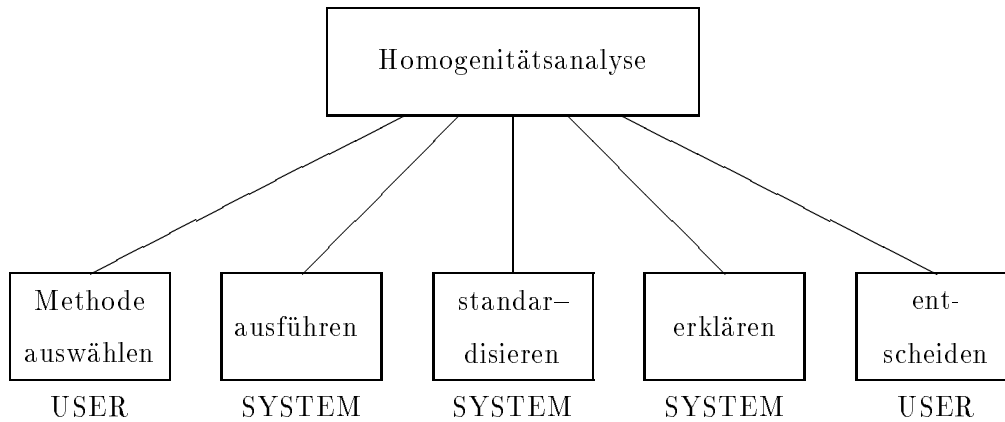 Homogenitätsanalyse
Methode
auswählen
ausführen
standar–
disieren
erklären
ent-
scheiden
USER
SYSTEM
SYSTEM
SYSTEM
USER